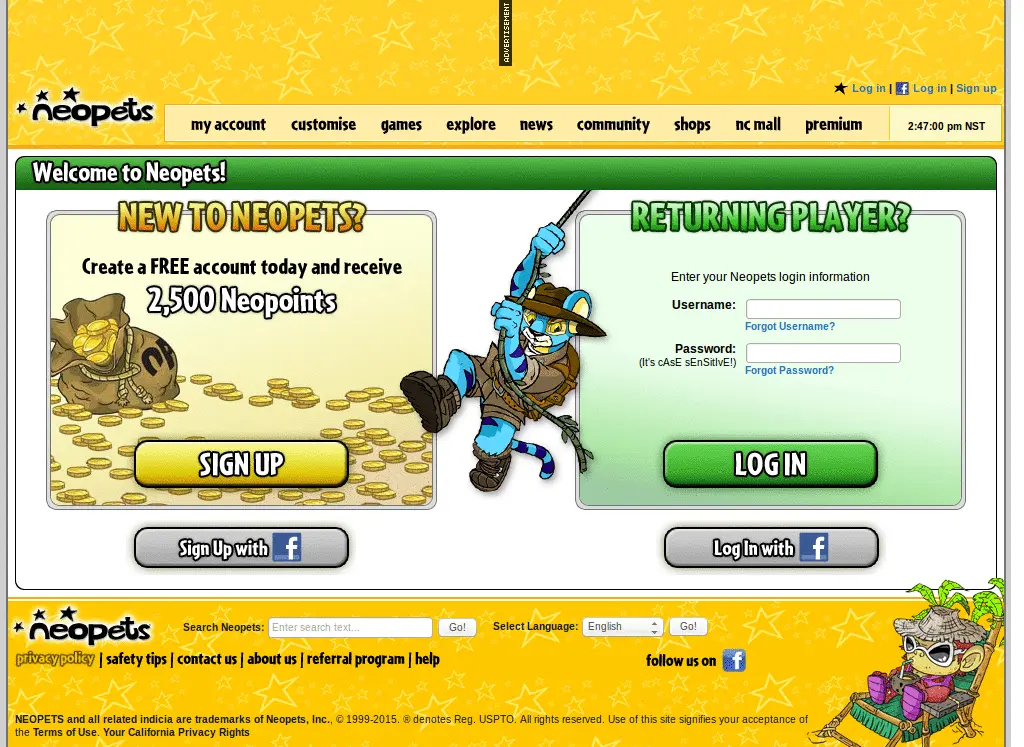 ADVERTISEMENT
Log in | Log in | Sign up
neopets
my account customise games explore news community shops nc mall premium 2:47:00 pm NST
Welcome to Neopets!
NEW TO NEOPETS?
Create a FREE account today and receive
2,500 Neopoints
NP
SIGN UP
Sign Up with f
RETURNING PLAYER?
Enter your Neopets login information
Username:
Forgot Username?
Password:
(It's cAsE sEnSitIvE!)
Forgot Password?
LOG IN
Log In with f
neopets
Search Neopets: Enter search text... Go! Select Language: English Go!
privacy policy | safety tips | contact us | about us | referral program | help
follow us on f
NEOPETS and all related indicia are trademarks of Neopets, Inc., © 1999-2015. ® denotes Reg. USPTO. All rights reserved. Use of this site signifies your acceptance of
the Terms of Use. Your California Privacy Rights